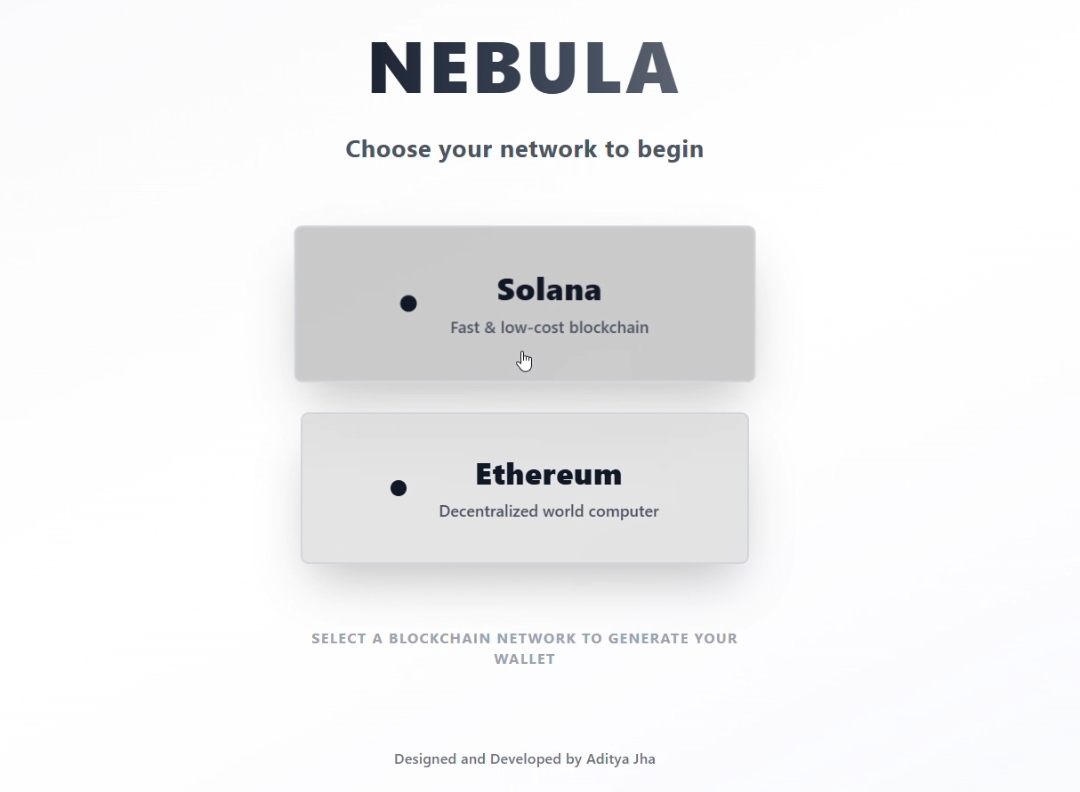 NEBULA
Choose your network to begin
Solana
Fast & low-cost blockchain
Ethereum
Decentralized world computer
SELECT A BLOCKCHAIN NETWORK TO GENERATE YOUR
WALLET
Designed and Developed by Aditya Jha